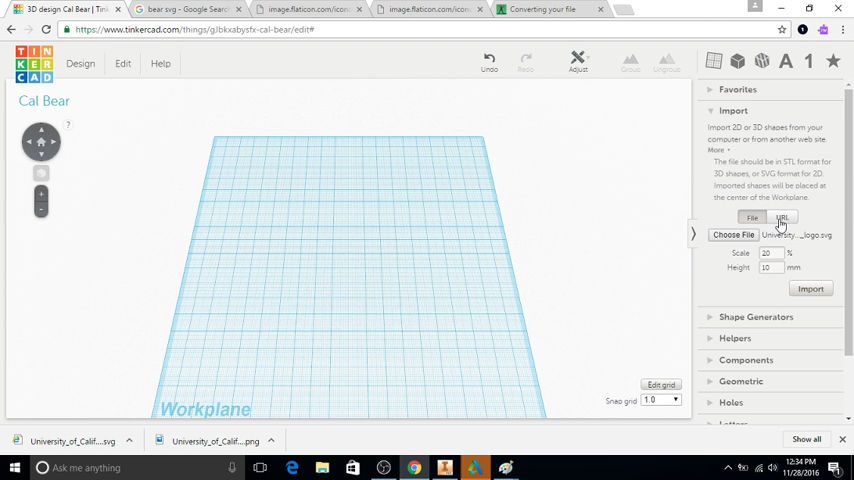 3D design Cal Bear | Tink
bear svg - Google Search
image.flaticon.com/icons
image.flaticon.com/icons
Converting your file
https://www.tinkercad.com/things/gJbkxabysfx-cal-bear/edit#
TIN
KER
CAD
Design
Edit
Help
Undo
Redo
Adjust
Group
Ungroup
A
1
Cal Bear
?
+
-
Workplane
Edit grid
Snap grid
1.0
Favorites
Import
Import 2D or 3D shapes from your
computer or from another web site.
More
The file should be in STL format for
3D shapes, or SVG format for 2D.
Imported shapes will be placed at
the center of the Workplane.
File
URL
Choose File
University..._logo.svg
Scale
20
%
Height
10
mm
Import
Shape Generators
Helpers
Components
Geometric
Holes
University_of_Calif....svg
University_of_Calif....png
Show all
Ask me anything
12:34 PM
11/28/2016